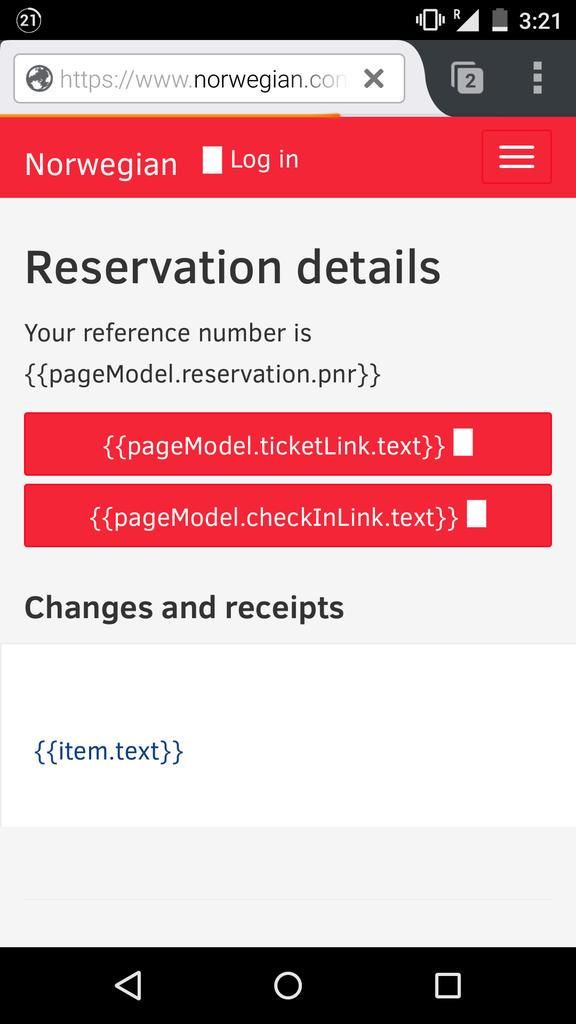 21
R
3:21
https://www.norwegian.con
2
Norwegian
Log in
Reservation details
Your reference number is
{{pageModel.reservation.pnr}}
{{pageModel.ticketLink.text}}
{{pageModel.checkInLink.text}}
Changes and receipts
{{item.text}}